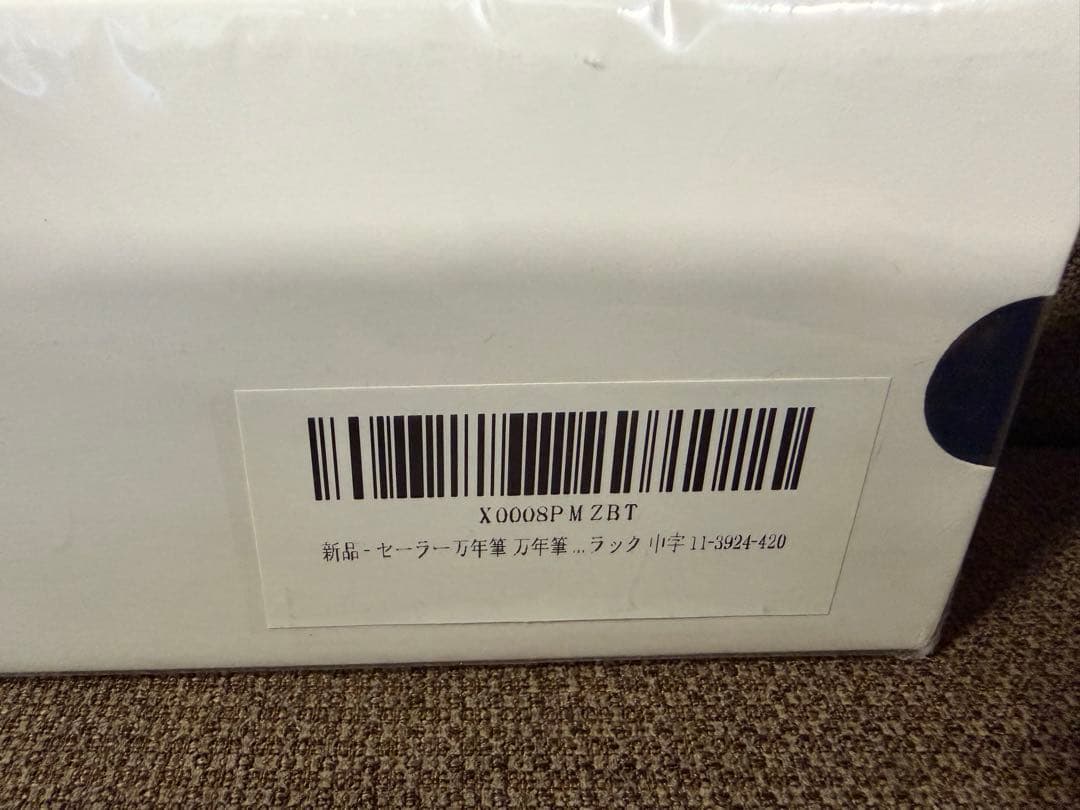 X0008PMZBT
新品 - セーラー万年筆 万年筆 ...ラック 中字 11-3924-420